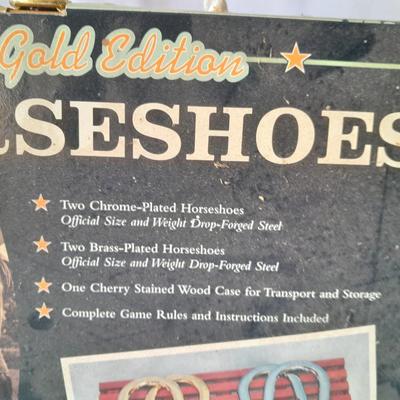 Gold Edition
RSESHOES
Two Chrome-Plated Horseshoes
Official Size and Weight Drop-Forged Steel
Two Brass-Plated Horseshoes
Official Size and Weight Drop-Forged Steel
One Cherry Stained Wood Case for Transport and Storage
Complete Game Rules and Instructions Included